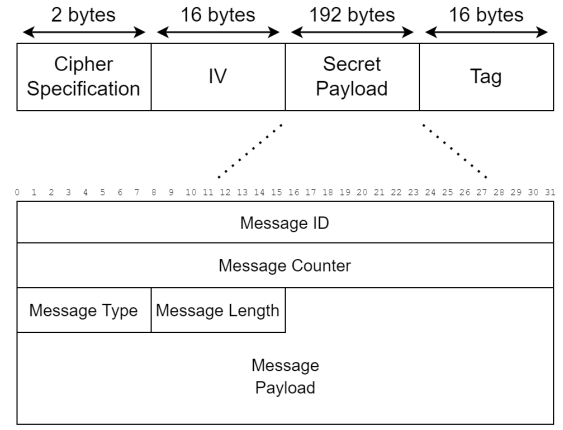 2 bytes 16 bytes 192 bytes 16 bytes
Cipher Specification IV Secret Payload Tag
0 1 2 3 4 5 6 7 8 9 10 11 12 13 14 15 16 17 18 19 20 21 22 23 24 25 26 27 28 29 30 31
Message ID
Message Counter
Message Type Message Length
Message
Payload